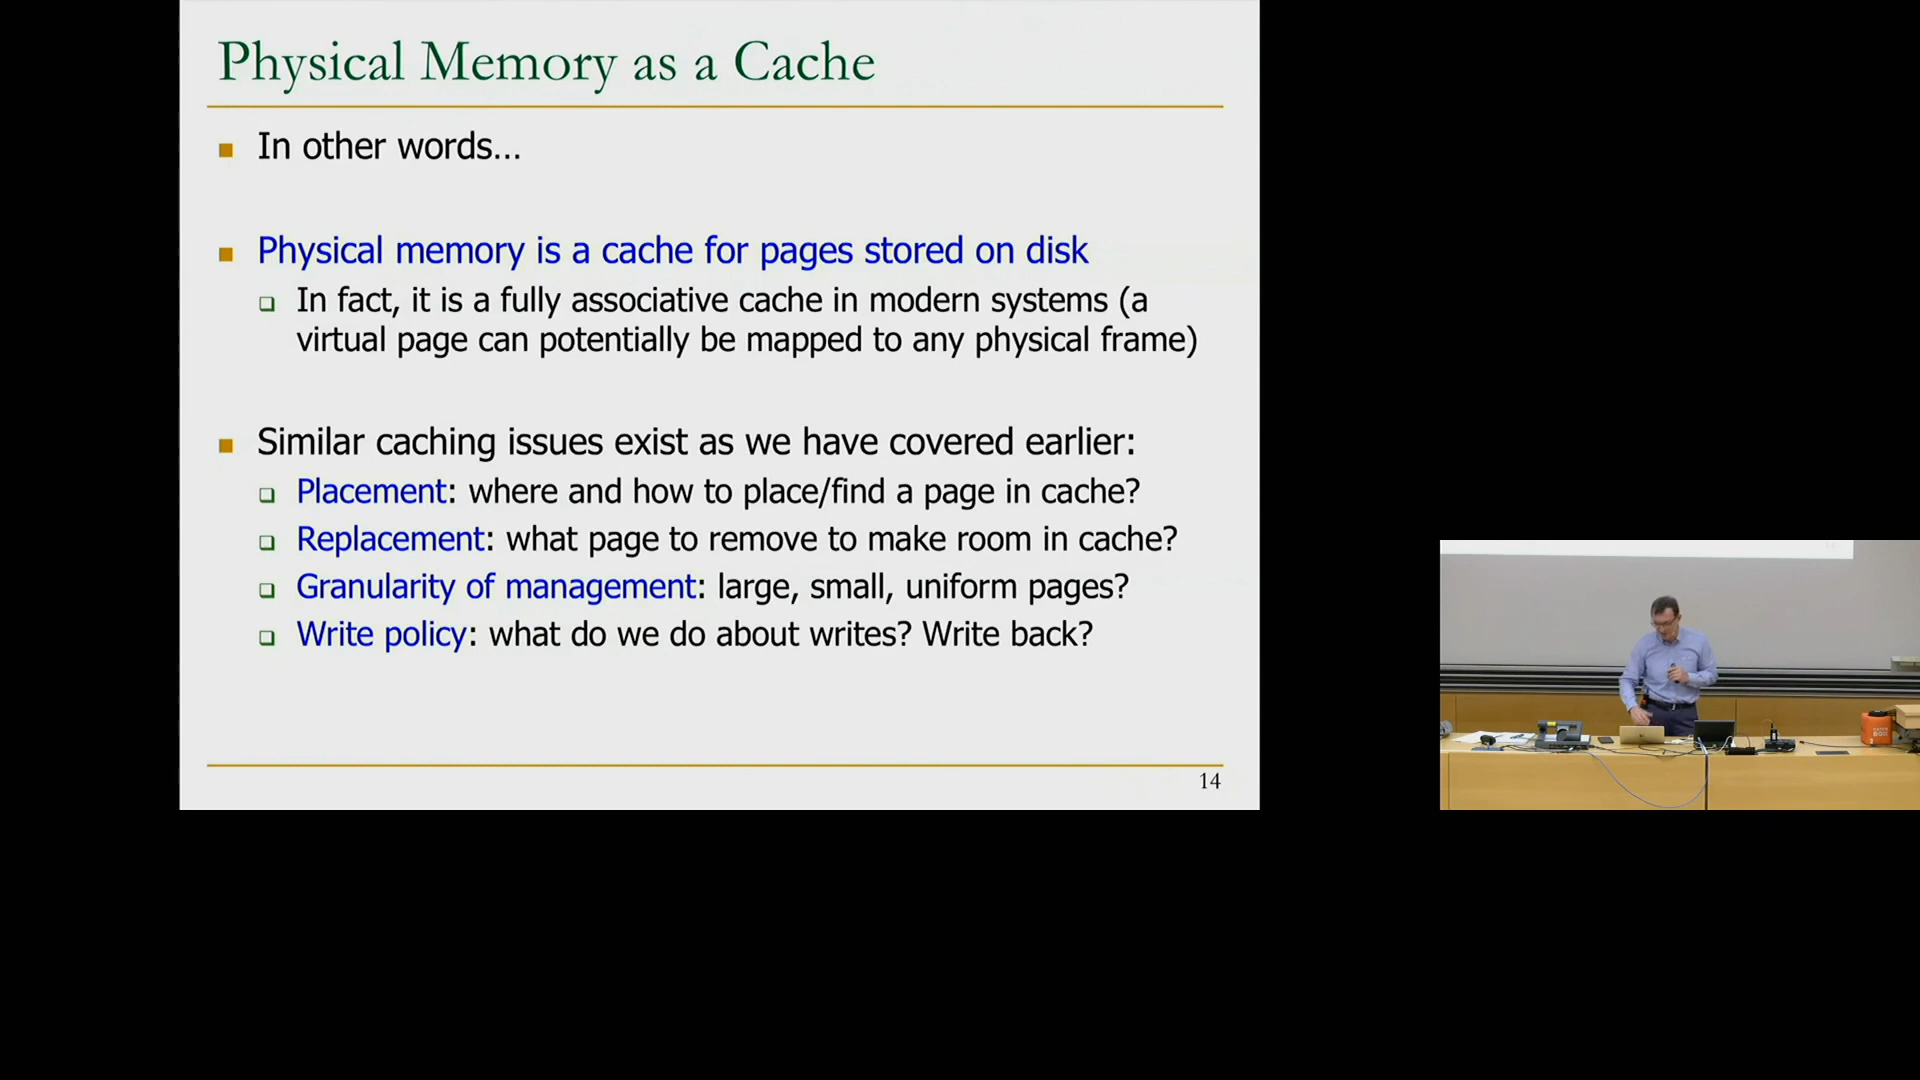 Physical Memory as a Cache
In other words...
Physical memory is a cache for pages stored on disk
In fact, it is a fully associative cache in modern systems (a
virtual page can potentially be mapped to any physical frame)
Similar caching issues exist as we have covered earlier:
Placement: where and how to place/find a page in cache?
Replacement: what page to remove to make room in cache?
Granularity of management: large, small, uniform pages?
Write policy: what do we do about writes? Write back?
14